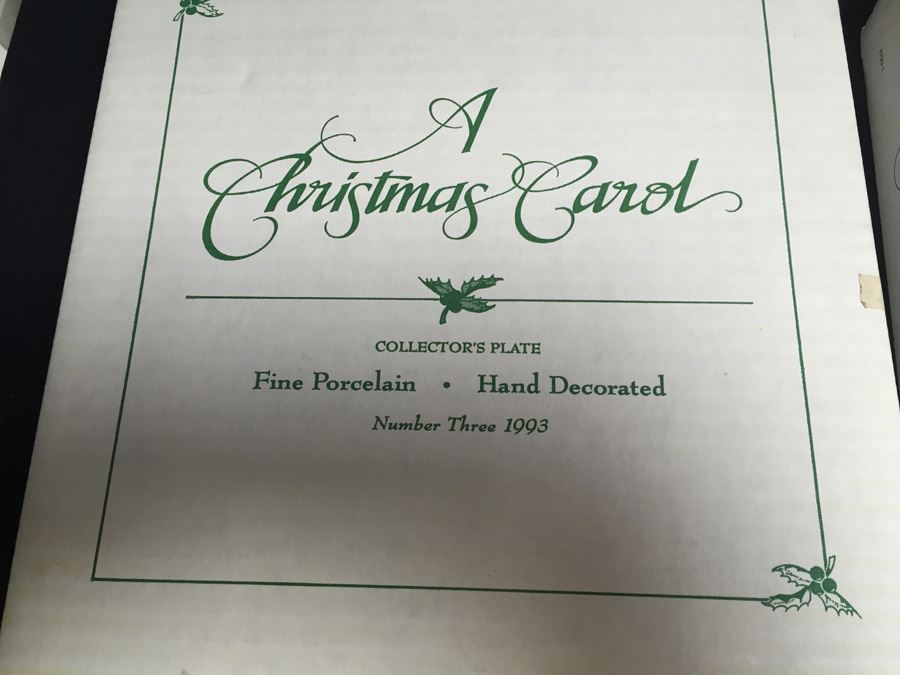 A
Christmas Carol
COLLECTOR'S PLATE
Fine Porcelain • Hand Decorated
Number Three 1993